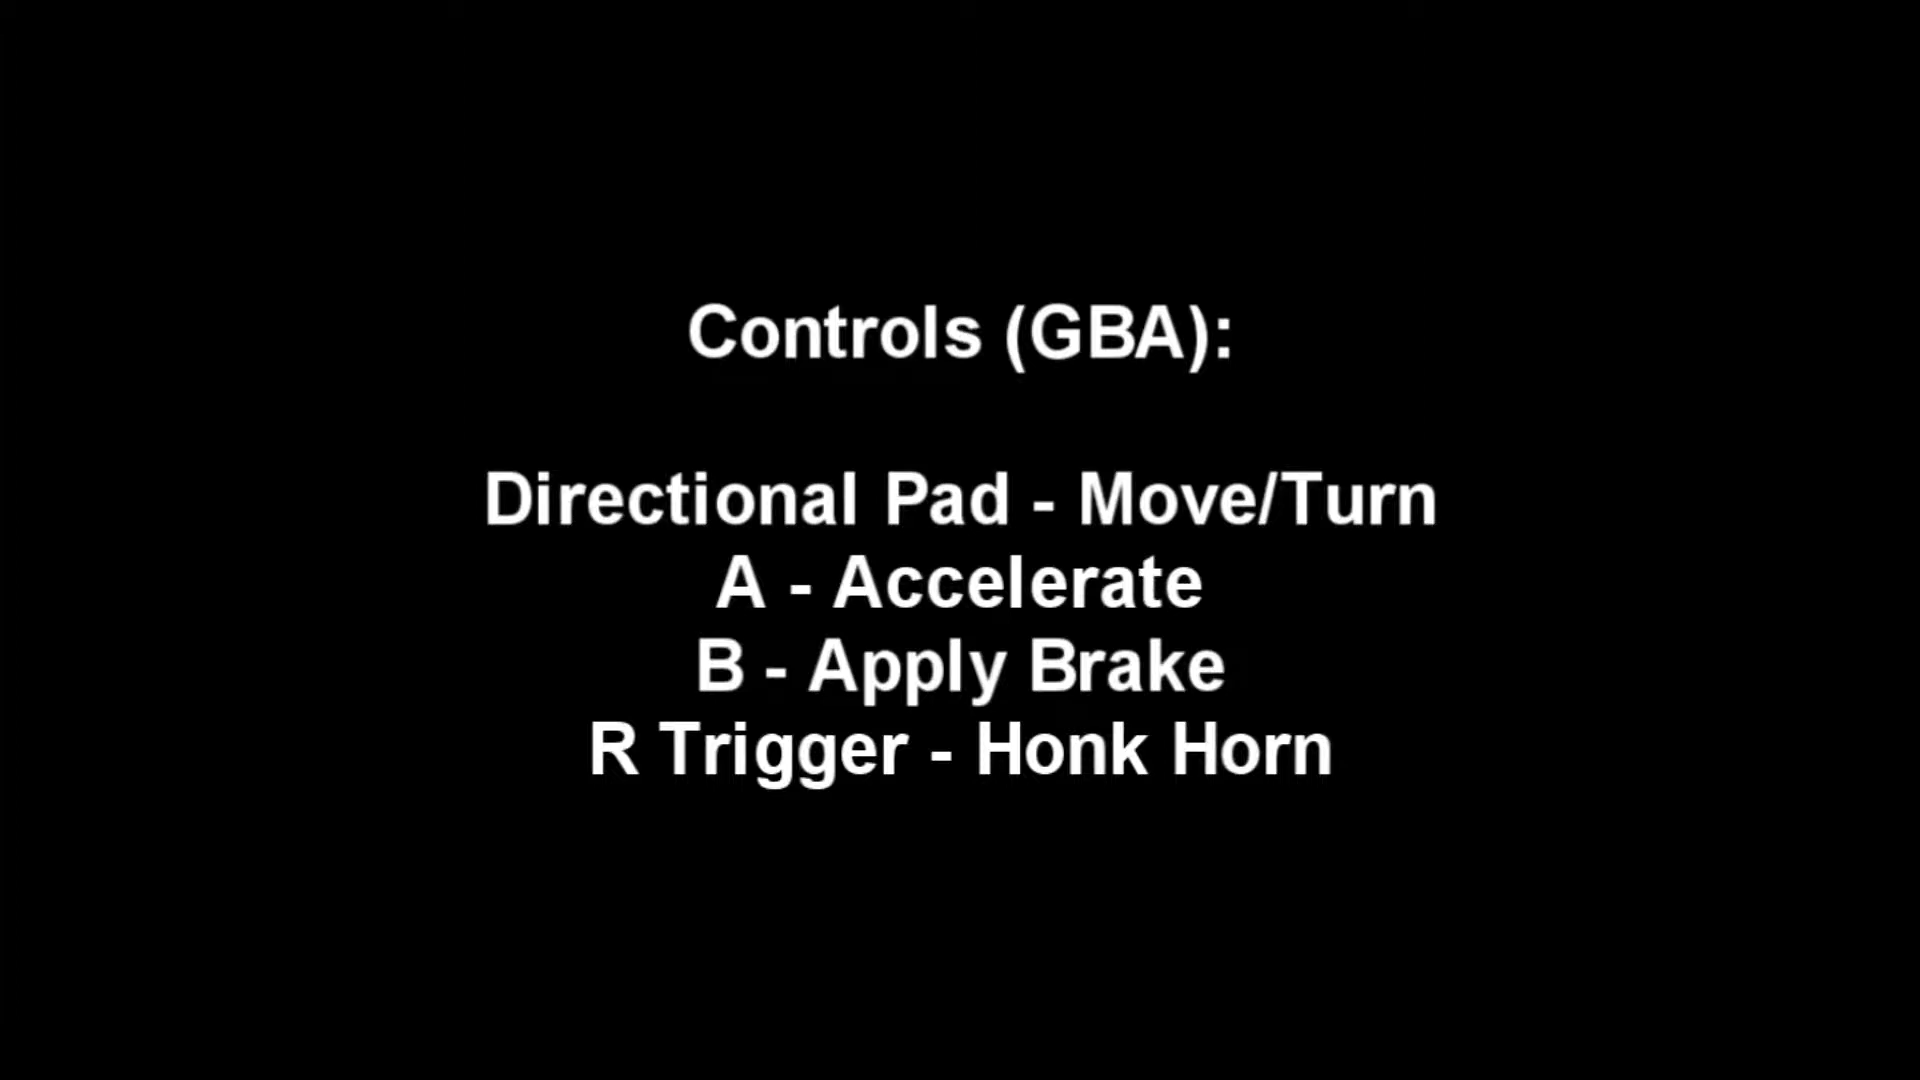 Controls (GBA):
Directional Pad - Move/Turn
A - Accelerate
B - Apply Brake
R Trigger - Honk Horn